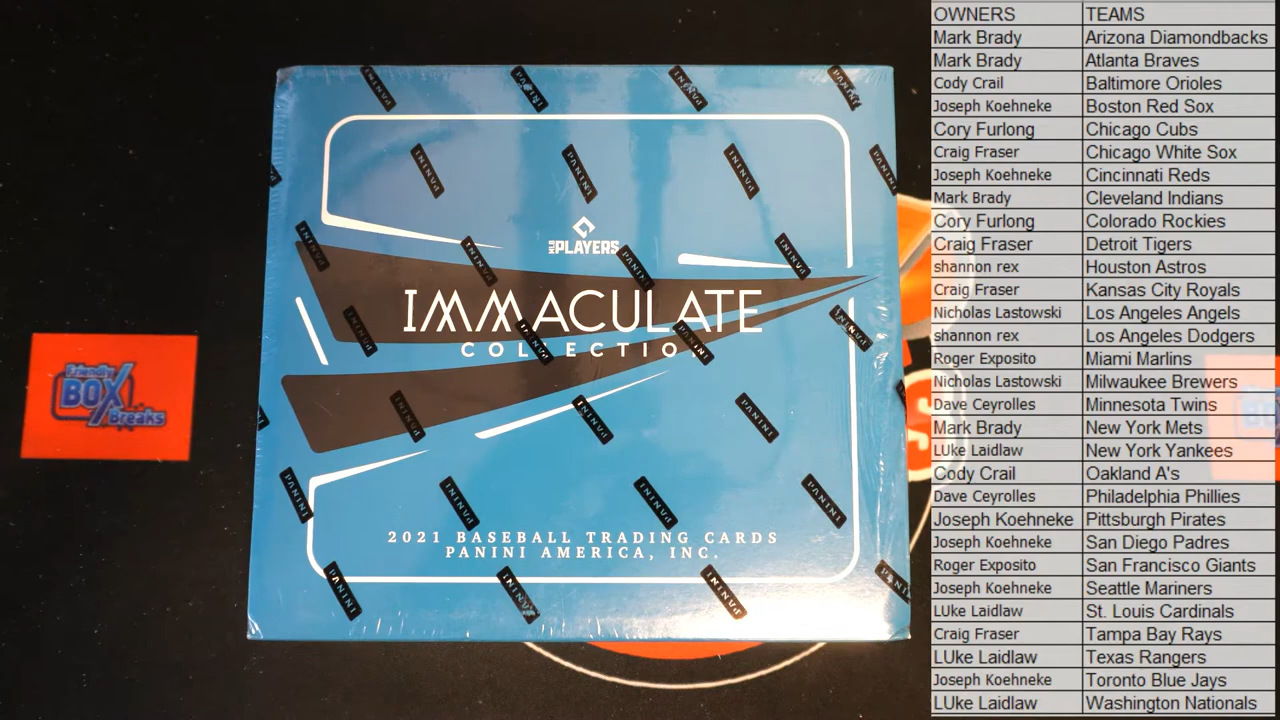 Friendly
BOX
Breaks
MLB PLAYERS
IMMACULATE
COLLECTION
2021 BASEBALL TRADING CARDS
PANINI AMERICA, INC.
PANINI
OWNERS TEAMS
Mark Brady Arizona Diamondbacks
Mark Brady Atlanta Braves
Cody Crail Baltimore Orioles
Joseph Koehneke Boston Red Sox
Cory Furlong Chicago Cubs
Craig Fraser Chicago White Sox
Joseph Koehneke Cincinnati Reds
Mark Brady Cleveland Indians
Cory Furlong Colorado Rockies
Craig Fraser Detroit Tigers
shannon rex Houston Astros
Craig Fraser Kansas City Royals
Nicholas Lastowski Los Angeles Angels
shannon rex Los Angeles Dodgers
Roger Exposito Miami Marlins
Nicholas Lastowski Milwaukee Brewers
Dave Ceyrolles Minnesota Twins
Mark Brady New York Mets
LUke Laidlaw New York Yankees
Cody Crail Oakland A's
Dave Ceyrolles Philadelphia Phillies
Joseph Koehneke Pittsburgh Pirates
Joseph Koehneke San Diego Padres
Roger Exposito San Francisco Giants
Joseph Koehneke Seattle Mariners
LUke Laidlaw St. Louis Cardinals
Craig Fraser Tampa Bay Rays
LUke Laidlaw Texas Rangers
Joseph Koehneke Toronto Blue Jays
LUke Laidlaw Washington Nationals